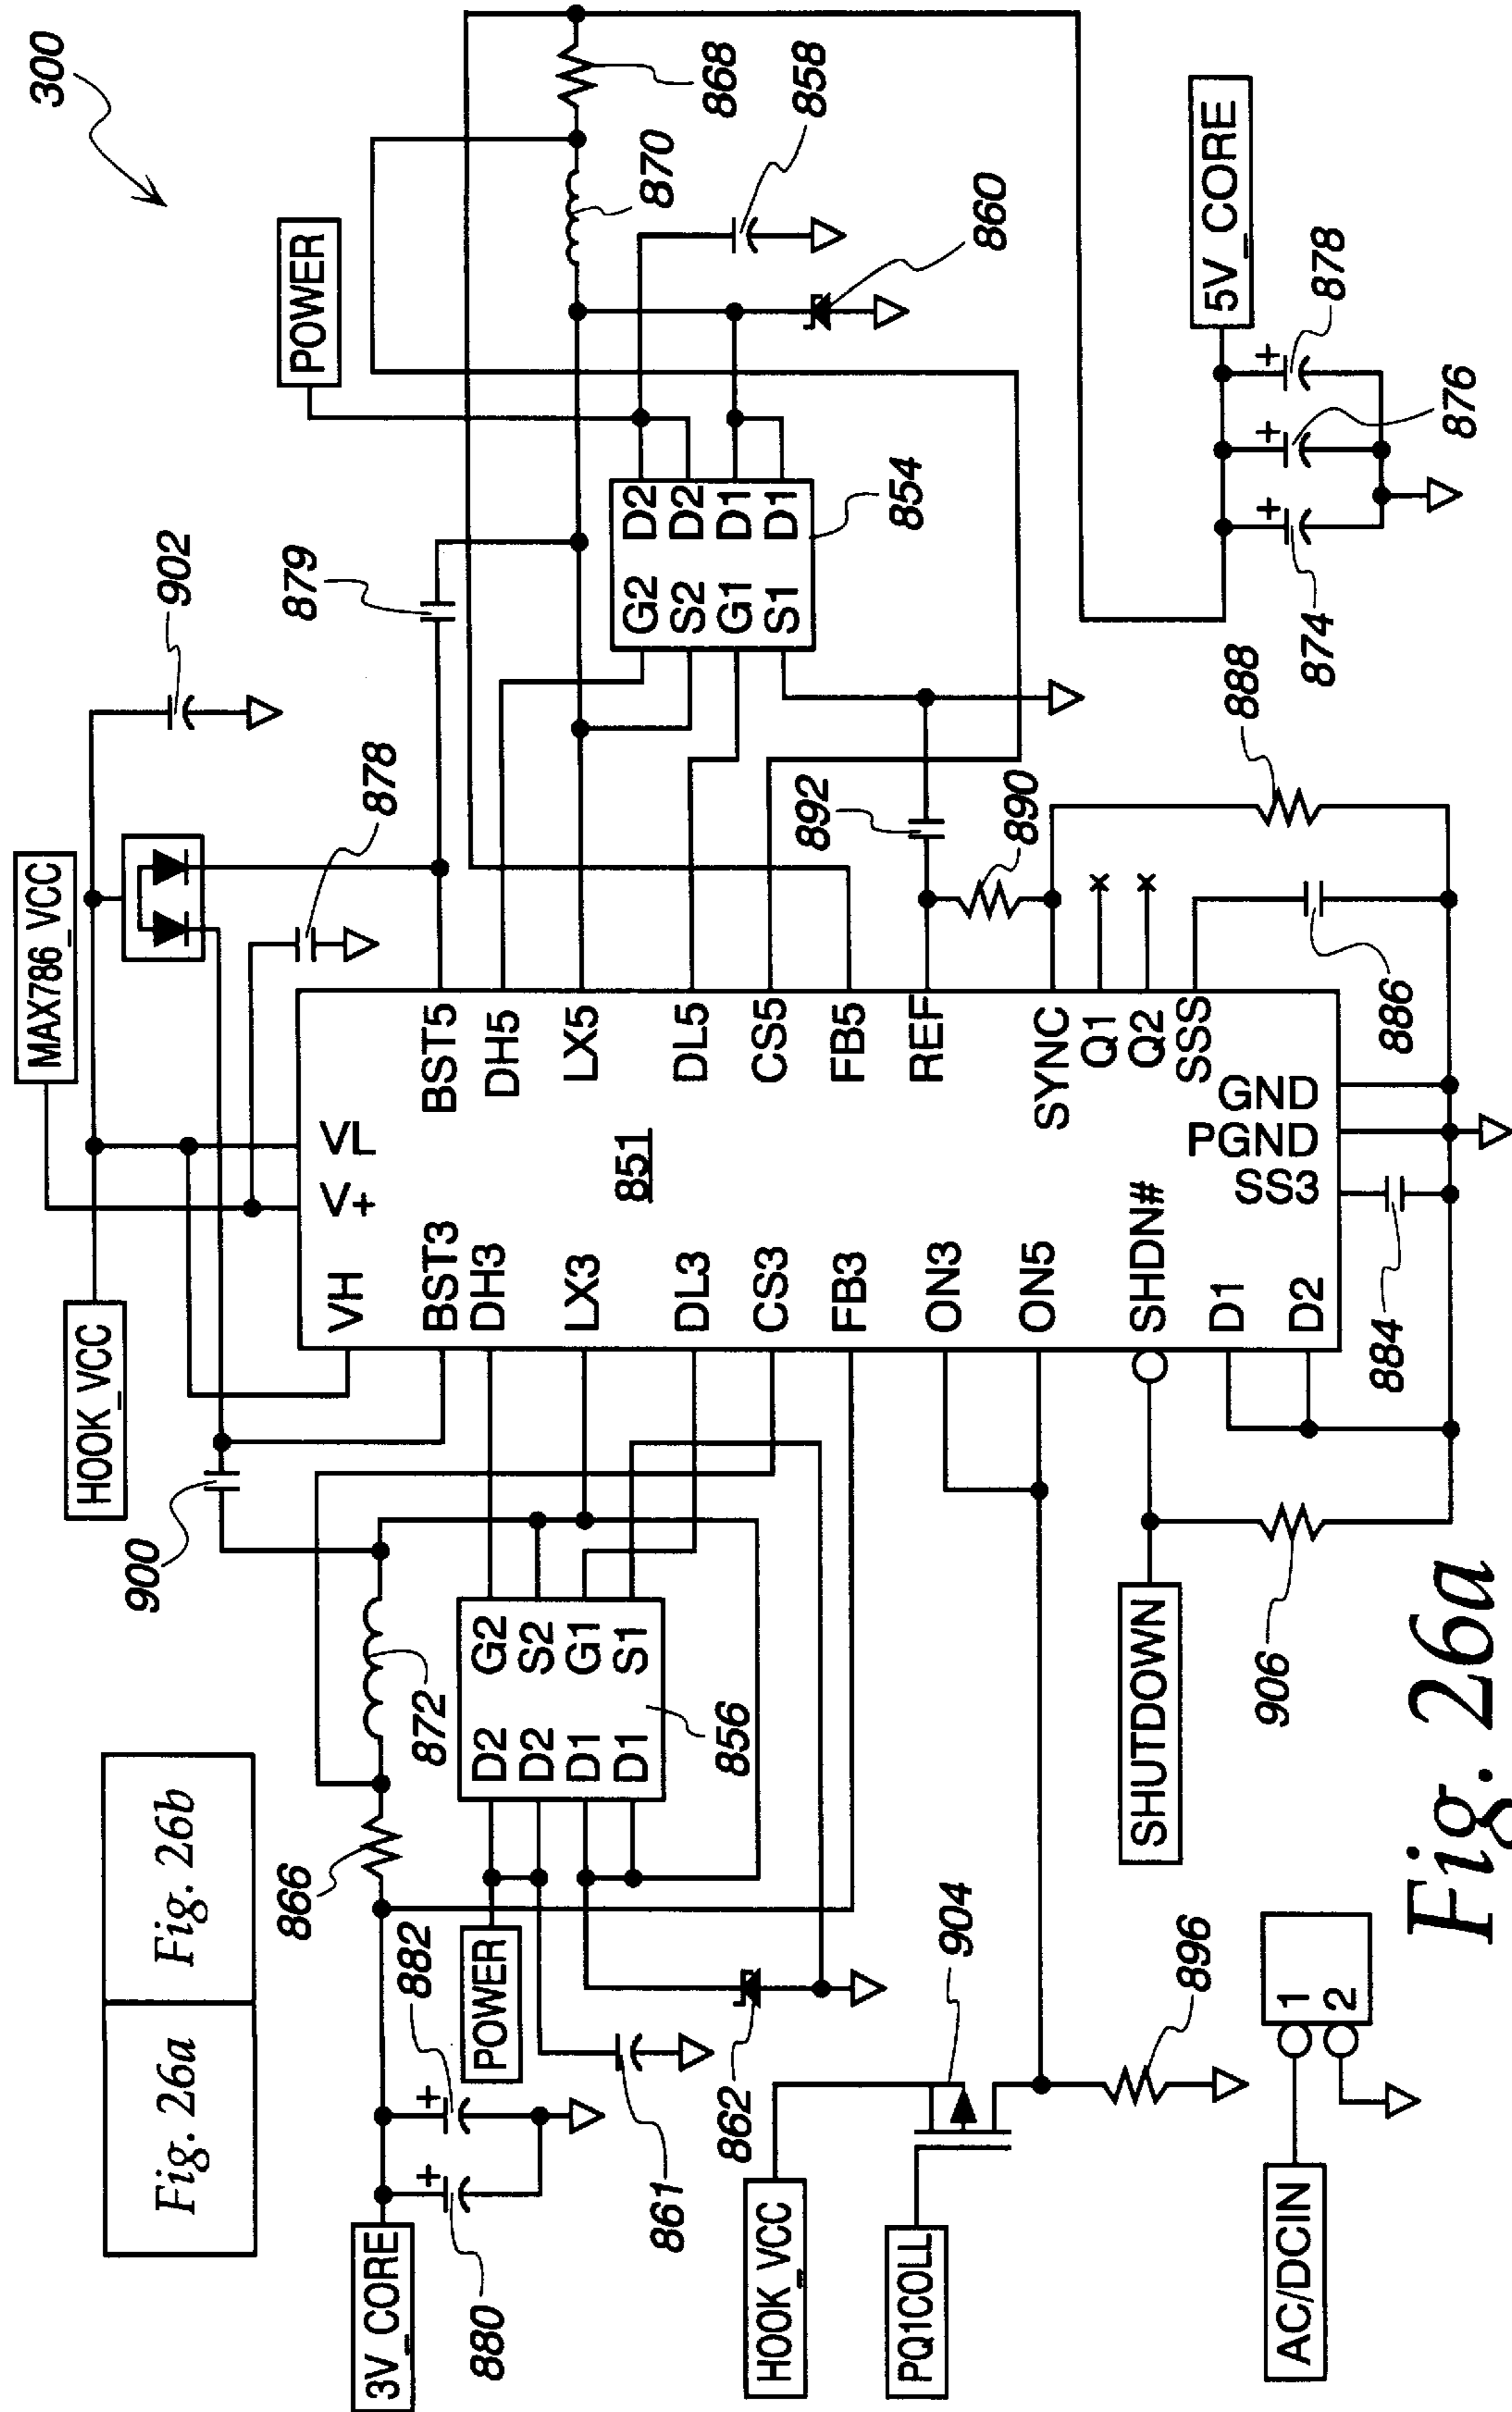 Fig. 26a
Fig. 26b
300
HOOK_VCC
MAX786_VCC
900
878
902
879
POWER
3V_CORE
880
882
866
872
POWER
861
862
856
D2
D2
D1
D1
G2
S2
G1
S1
851
VH
V+
VL
BST3
DH3
LX3
DL3
CS3
FB3
ON3
ON5
SHDN#
D1
D2
BST5
DH5
LX5
DL5
CS5
FB5
REF
SYNC
Q1
Q2
SSS
GND
PGND
SS3
G2
S2
G1
S1
D2
D2
D1
D1
854
870
868
858
860
892
890
888
886
884
HOOK_VCC
PQ1COLL
904
896
SHUTDOWN
906
AC/DCIN
1
2
5V_CORE
+
+
+
874
876
878
+
+
Fig. 26a